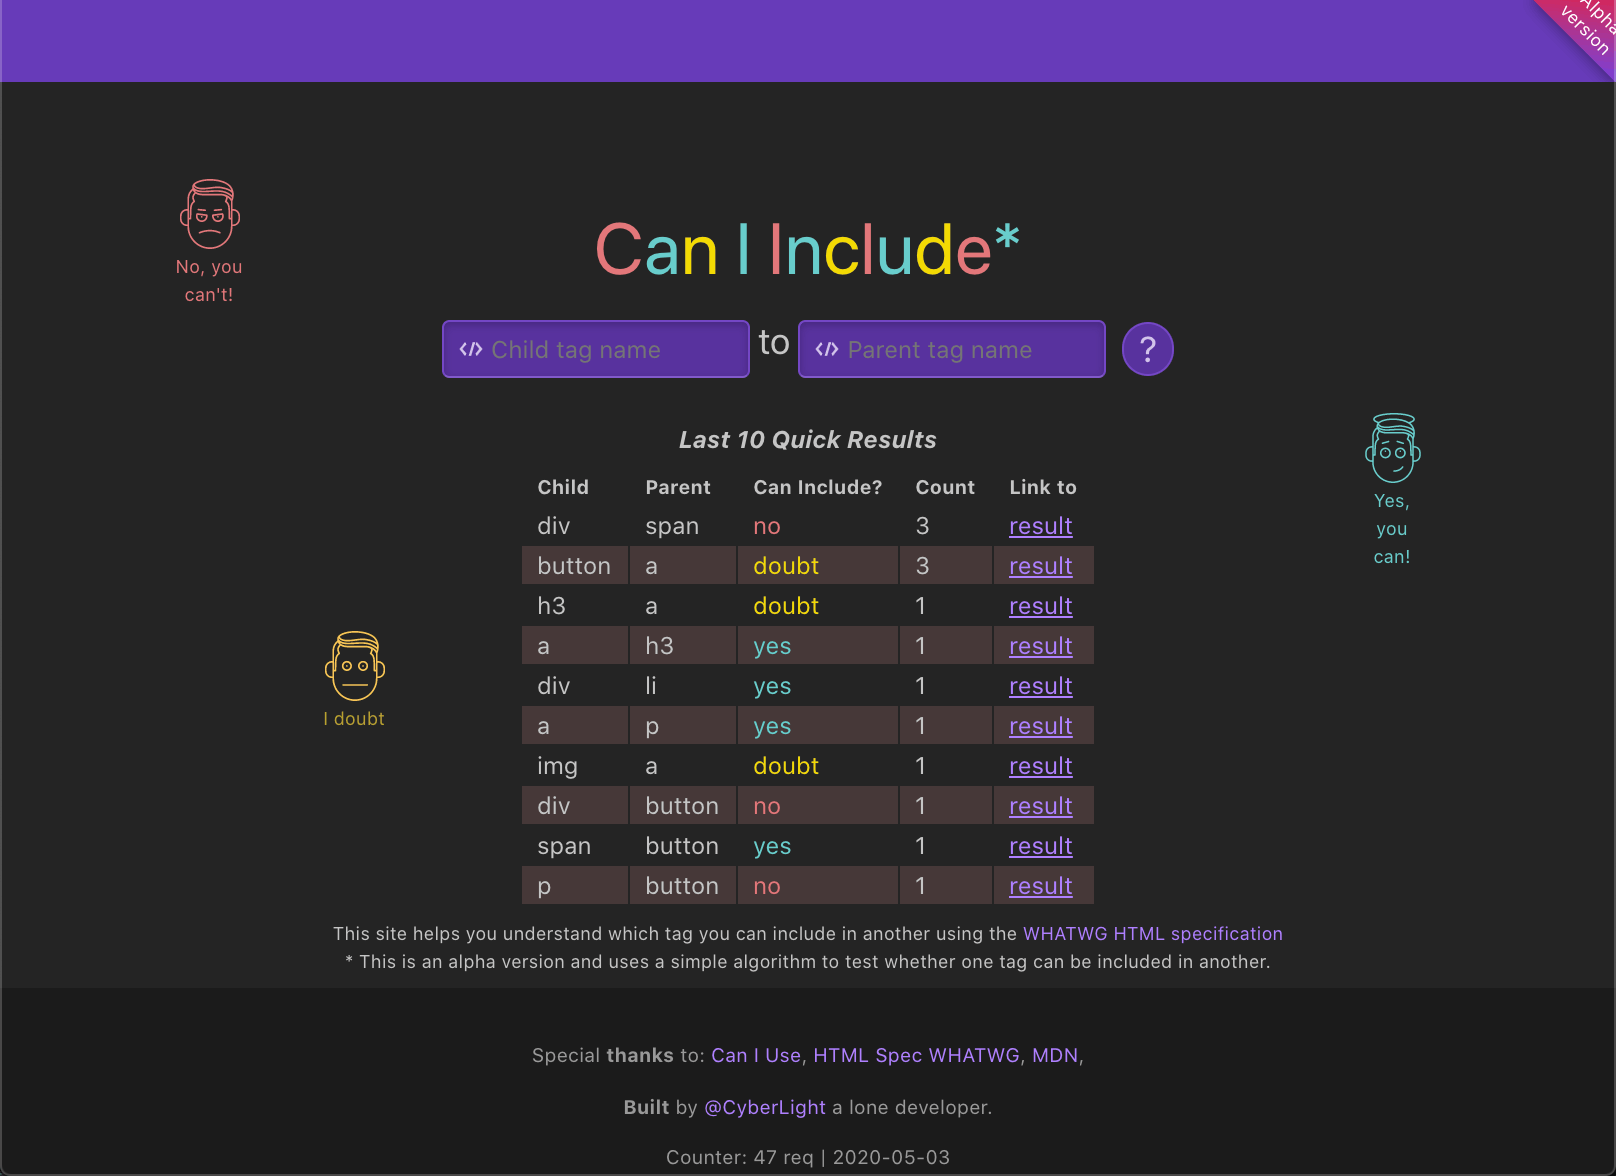 Alpha
version
No, you
can't!
Can I Include*
</> Child tag name to </> Parent tag name ?
Last 10 Quick Results
Child Parent Can Include? Count Link to
div span no 3 result
button a doubt 3 result
h3 a doubt 1 result
a h3 yes 1 result
div li yes 1 result
a p yes 1 result
img a doubt 1 result
div button no 1 result
span button yes 1 result
p button no 1 result
Yes,
you
can!
I doubt
This site helps you understand which tag you can include in another using the WHATWG HTML specification
* This is an alpha version and uses a simple algorithm to test whether one tag can be included in another.
Special thanks to: Can I Use, HTML Spec WHATWG, MDN,
Built by @CyberLight a lone developer.
Counter: 47 req | 2020-05-03